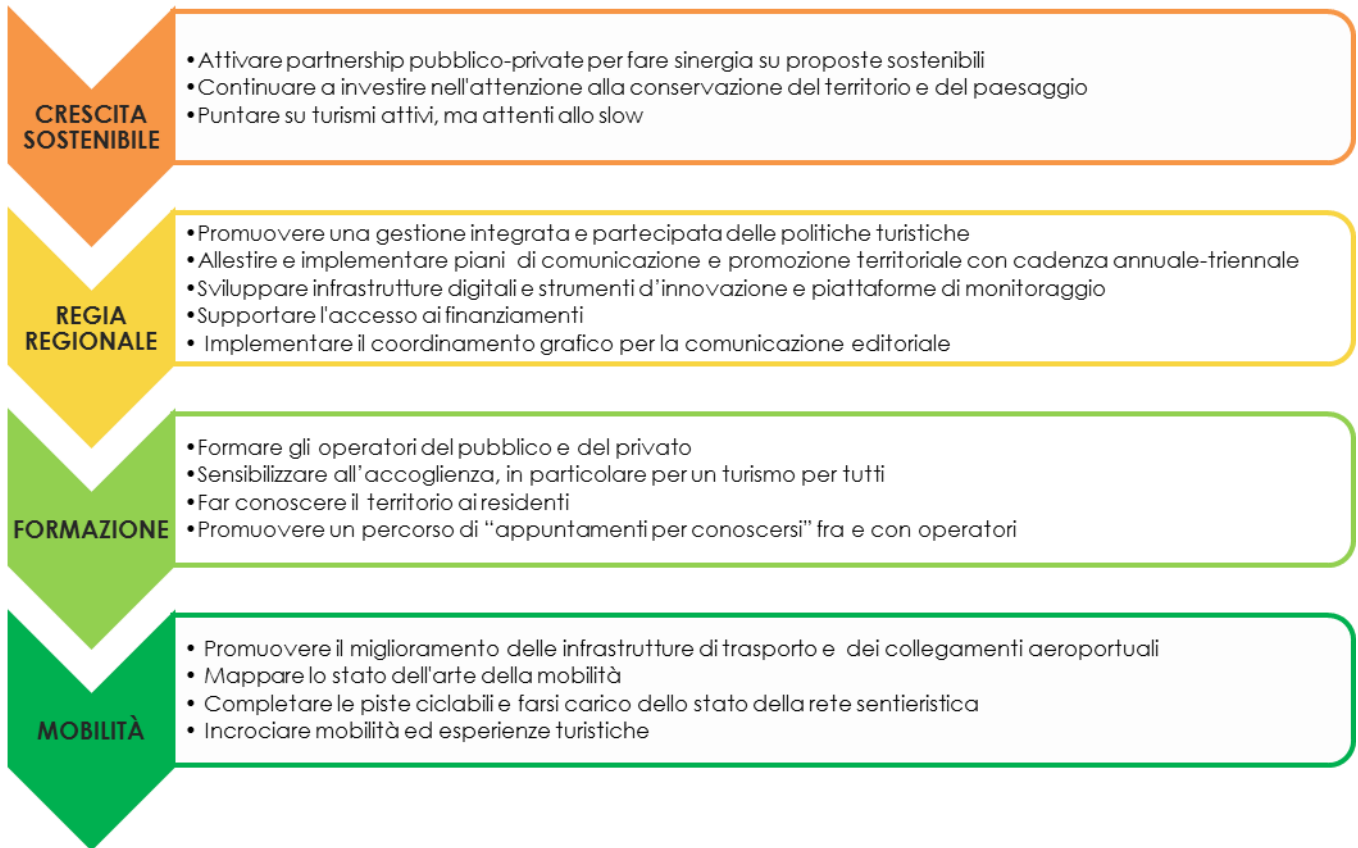 CRESCITA
SOSTENIBILE
•Attivare partnership pubblico-private per fare sinergia su proposte sostenibili
•Continuare a investire nell'attenzione alla conservazione del territorio e del paesaggio
•Puntare su turismi attivi, ma attenti allo slow
REGIA
REGIONALE
•Promuovere una gestione integrata e partecipata delle politiche turistiche
•Allestire e implementare piani di comunicazione e promozione territoriale con cadenza annuale-triennale
•Sviluppare infrastrutture digitali e strumenti d’innovazione e piattaforme di monitoraggio
•Supportare l'accesso ai finanziamenti
• Implementare il coordinamento grafico per la comunicazione editoriale
FORMAZIONE
•Formare gli operatori del pubblico e del privato
•Sensibilizzare all’accoglienza, in particolare per un turismo per tutti
•Far conoscere il territorio ai residenti
•Promuovere un percorso di “appuntamenti per conoscersi” fra e con operatori
MOBILITÀ
• Promuovere il miglioramento delle infrastrutture di trasporto e dei collegamenti aeroportuali
• Mappare lo stato dell'arte della mobilità
• Completare le piste ciclabili e farsi carico dello stato della rete sentieristica
• Incrociare mobilità ed esperienze turistiche